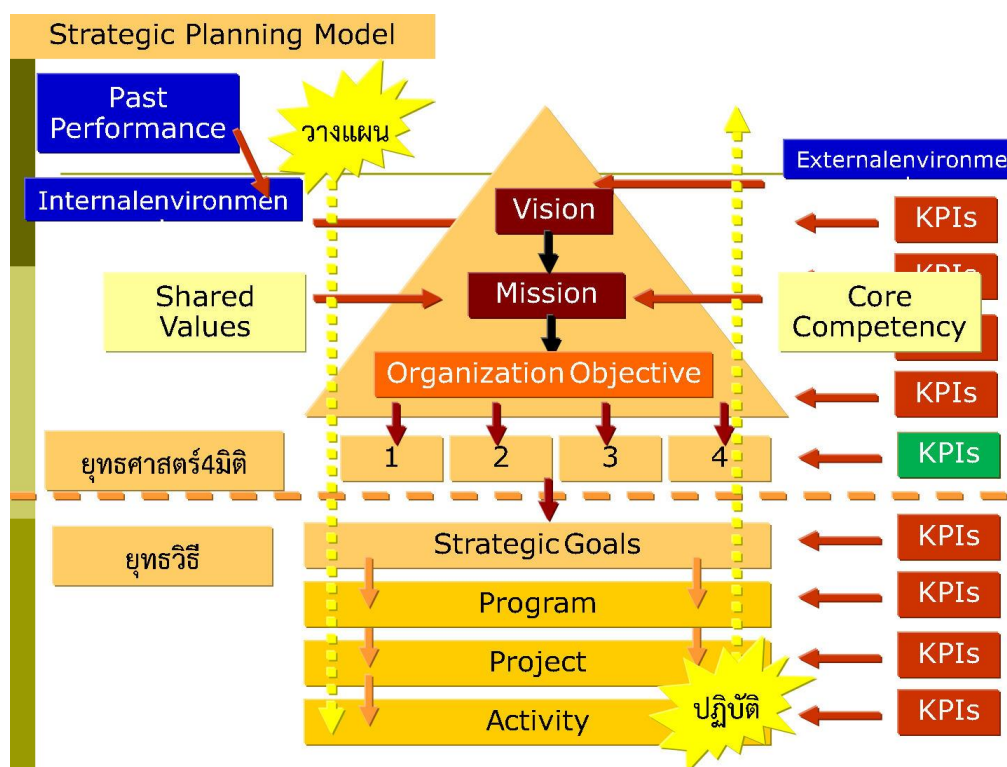 Strategic Planning Model
Past
Performance
วางแผน
Externalenvironme
Internalenvironmen
Vision
KPIs
KPIs
Shared
Values
Mission
Core
Competency
Organization Objective
KPIs
ยุทธศาสตร์4มิติ
1
2
3
4
KPIs
ยุทธวิธี
Strategic Goals
KPIs
Program
KPIs
Project
KPIs
ปฏิบัติ
Activity
KPIs